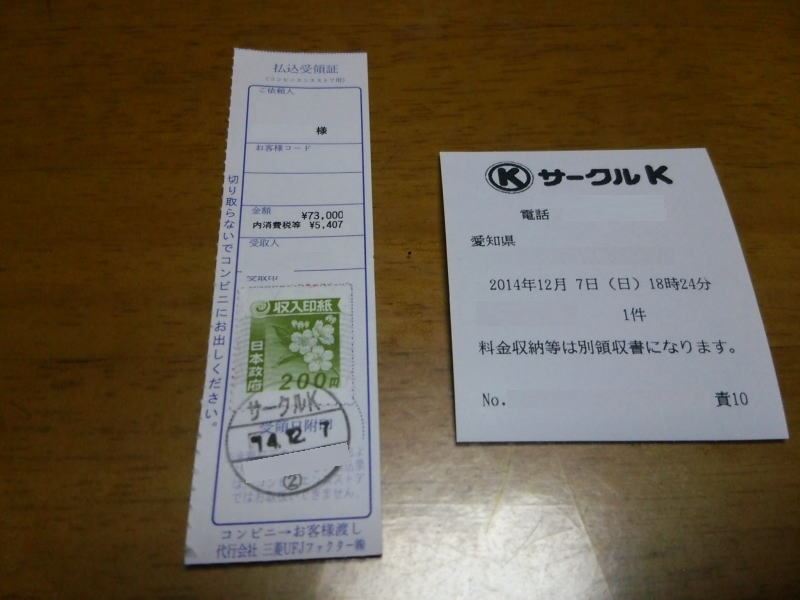 払込受領証
(コンビニエンスストア用)
ご依頼人
様
お客様コード
金額
¥73,000
内消費税等 ¥5,407
受取人
受取印
収入印紙
日本政府
200円
サークルK
受領日附印
14.12.7
②
コンビニ→お客様渡し
代行会社 三菱UFJファクター㈱
切り取らないでコンビニにお出しください。
Ⓚ サークルK
電話
愛知県
2014年12月 7日(日) 18時24分
1件
料金収納等は別領収書になります。
No.
責10